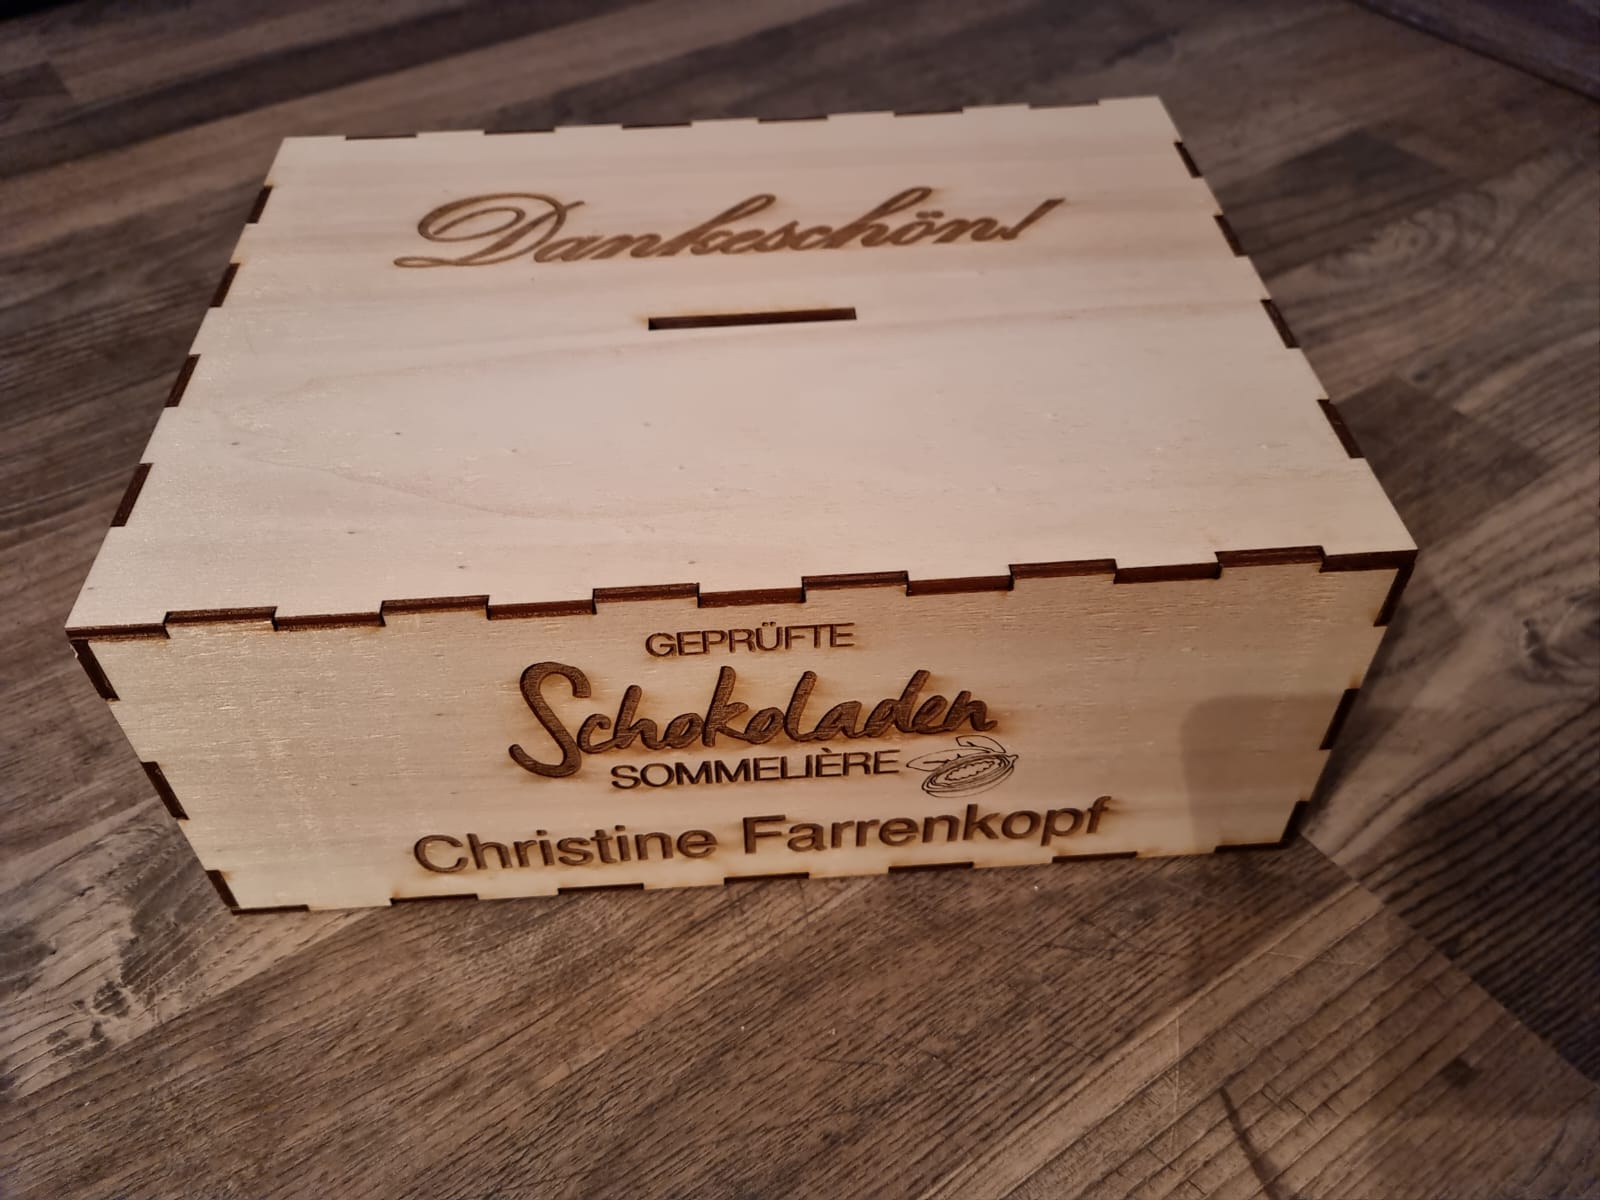 Dankeschön!
GEPRÜFTE
Schokoladen
SOMMELIÈRE
Christine Farrenkopf